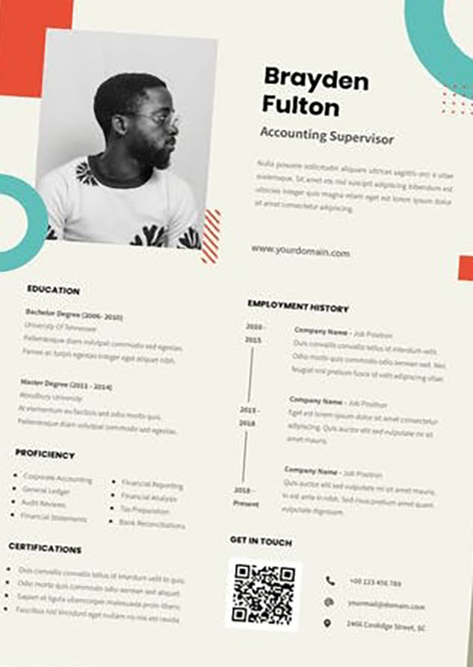 Brayden
Fulton
Accounting Supervisor
Nulla posuere sollicitudin aliquam ultrices sagittis orci a vitae
scelerisque. Sit amet est nisl suscipit adipiscing bibendum est
ultricies integer quis magna etiam eget est lorem ipsum dolor
sit amet consectetur adipiscing.
www.yourdomain.com
EDUCATION
Bachelor Degree (2006- 2010)
University Of Tennessee
Pellentesque diam volutpat commodo sed egestas.
Fames ac turpis egestas integer eget aliquet nibh.
Master Degree (2011 - 2014)
Woodbury University
At elementum eu facilisis sed odio morbi quis.
Pellentesque diam volutpat commodo sed egestas.
PROFICIENCY
Corporate Accounting
General Ledger
Audit Reviews
Financial Statements
Financial Reporting
Financial Analysis
Tax Preparation
Bank Reconciliations
CERTIFICATIONS
Duis convallis convallis tellus id interdum velit to quis.
Odio morbi quis commodo odio aenean sed.
Sapien et ligula ullamcorper malesuada proin libero.
Faucibus nisl tincidunt eget nullam no nisi est
EMPLOYMENT HISTORY
2010 -
2015
Company Name - Job Position
Duis convallis convallis tellus id interdum velit.
Odio morbi quis commodo odio aenean sed. Nec
feugiat nisl pretium fusce id velit adipiscing vitae.
2015 -
2018
Company Name - Job Position
Eget est lorem ipsum dolor sit amet consectetur
adipiscing. Quis auctor elit sed vulputate mi sit
amet mauris.
2018 -
Present
Company Name - Job Position
Quis auctor elit sed vulputate mi sit amet mauris.
In est ante in nibh. Sed risus pretium amet quam
vulputate dignissim.
GET IN TOUCH
+00 123 456 789
yourmail@domain.com
2466 Coolidge Street, SC